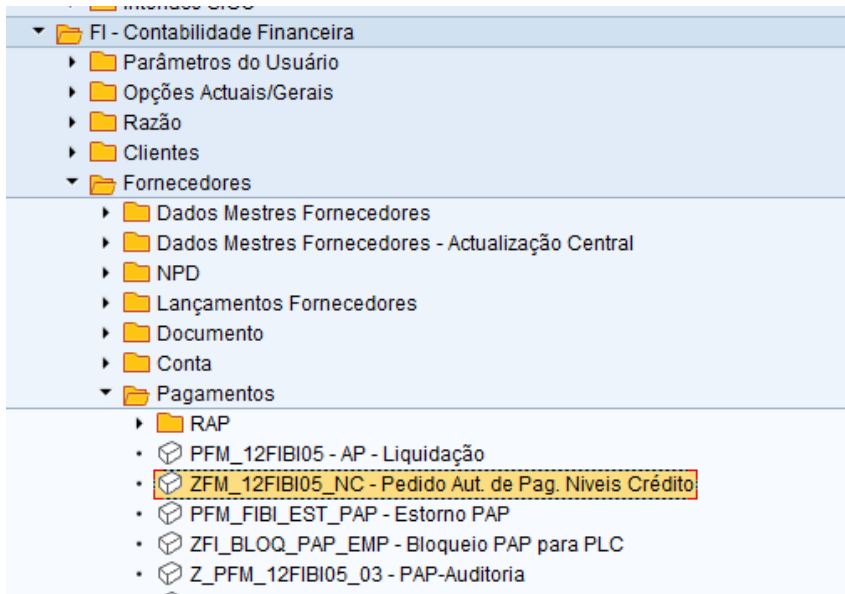 FI - Contabilidade Financeira
Parâmetros do Usuário
Opções Actuais/Gerais
Razão
Clientes
Fornecedores
Dados Mestres Fornecedores
Dados Mestres Fornecedores - Actualização Central
NPD
Lançamentos Fornecedores
Documento
Conta
Pagamentos
RAP
PFM_12FIBI05 - AP - Liquidação
ZFM_12FIBI05_NC - Pedido Aut. de Pag. Niveis Crédito
PFM_FIBI_EST_PAP - Estorno PAP
ZFI_BLOQ_PAP_EMP - Bloqueio PAP para PLC
Z_PFM_12FIBI05_03 - PAP-Auditoria